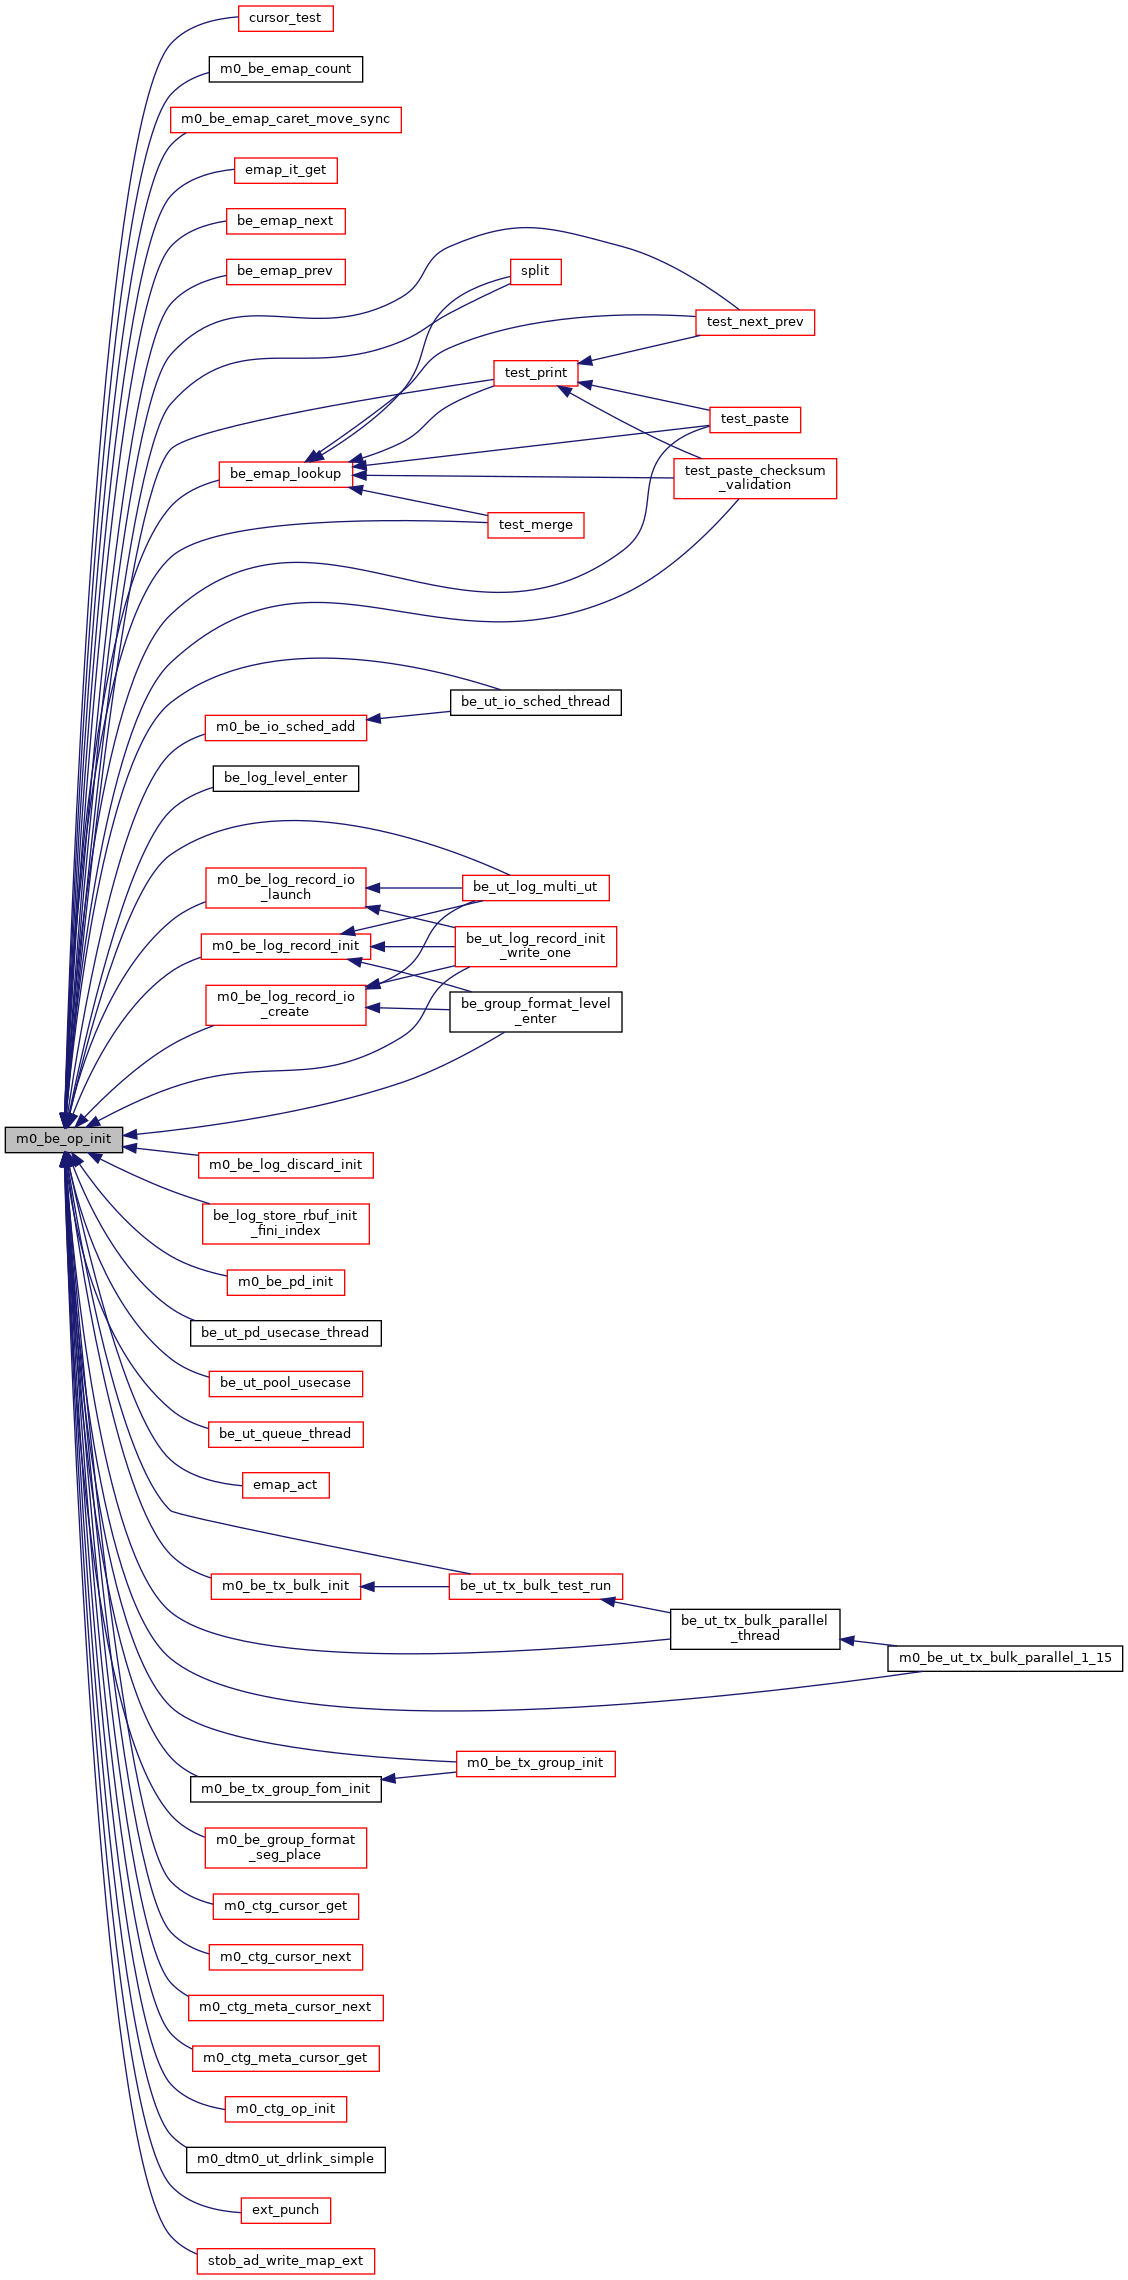 cursor_test
m0_be_emap_count
m0_be_emap_caret_move_sync
emap_it_get
be_emap_next
be_emap_prev
split
test_next_prev
test_print
test_paste
be_emap_lookup
test_paste_checksum
_validation
test_merge
be_ut_io_sched_thread
m0_be_io_sched_add
be_log_level_enter
m0_be_log_record_io
_launch
be_ut_log_multi_ut
m0_be_log_record_init
be_ut_log_record_init
_write_one
m0_be_log_record_io
_create
be_group_format_level
_enter
m0_be_op_init
m0_be_log_discard_init
be_log_store_rbuf_init
_fini_index
m0_be_pd_init
be_ut_pd_usecase_thread
be_ut_pool_usecase
be_ut_queue_thread
emap_act
m0_be_tx_bulk_init
be_ut_tx_bulk_test_run
be_ut_tx_bulk_parallel
_thread
m0_be_ut_tx_bulk_parallel_1_15
m0_be_tx_group_init
m0_be_tx_group_fom_init
m0_be_group_format
_seg_place
m0_ctg_cursor_get
m0_ctg_cursor_next
m0_ctg_meta_cursor_next
m0_ctg_meta_cursor_get
m0_ctg_op_init
m0_dtm0_ut_drlink_simple
ext_punch
stob_ad_write_map_ext